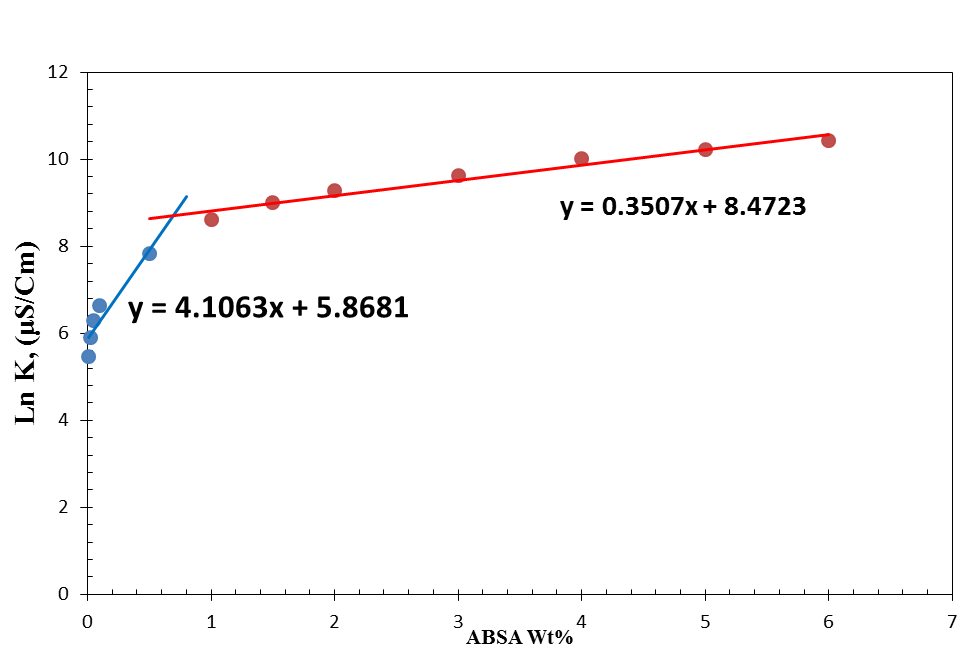 12
10
8
6
4
2
0
Ln K, (µS/Cm)
y = 0.3507x + 8.4723
y = 4.1063x + 5.8681
0 1 2 3 4 5 6 7
ABSA Wt%